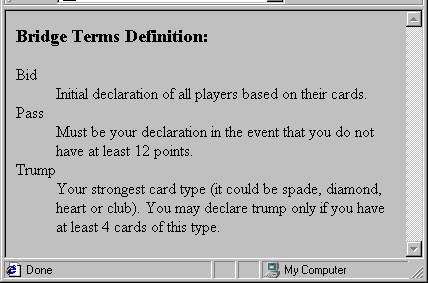 Bridge Terms Definition:
Bid
Initial declaration of all players based on their cards.
Pass
Must be your declaration in the event that you do not
have at least 12 points.
Trump
Your strongest card type (it could be spade, diamond,
heart or club). You may declare trump only if you have
at least 4 cards of this type.
Done
My Computer